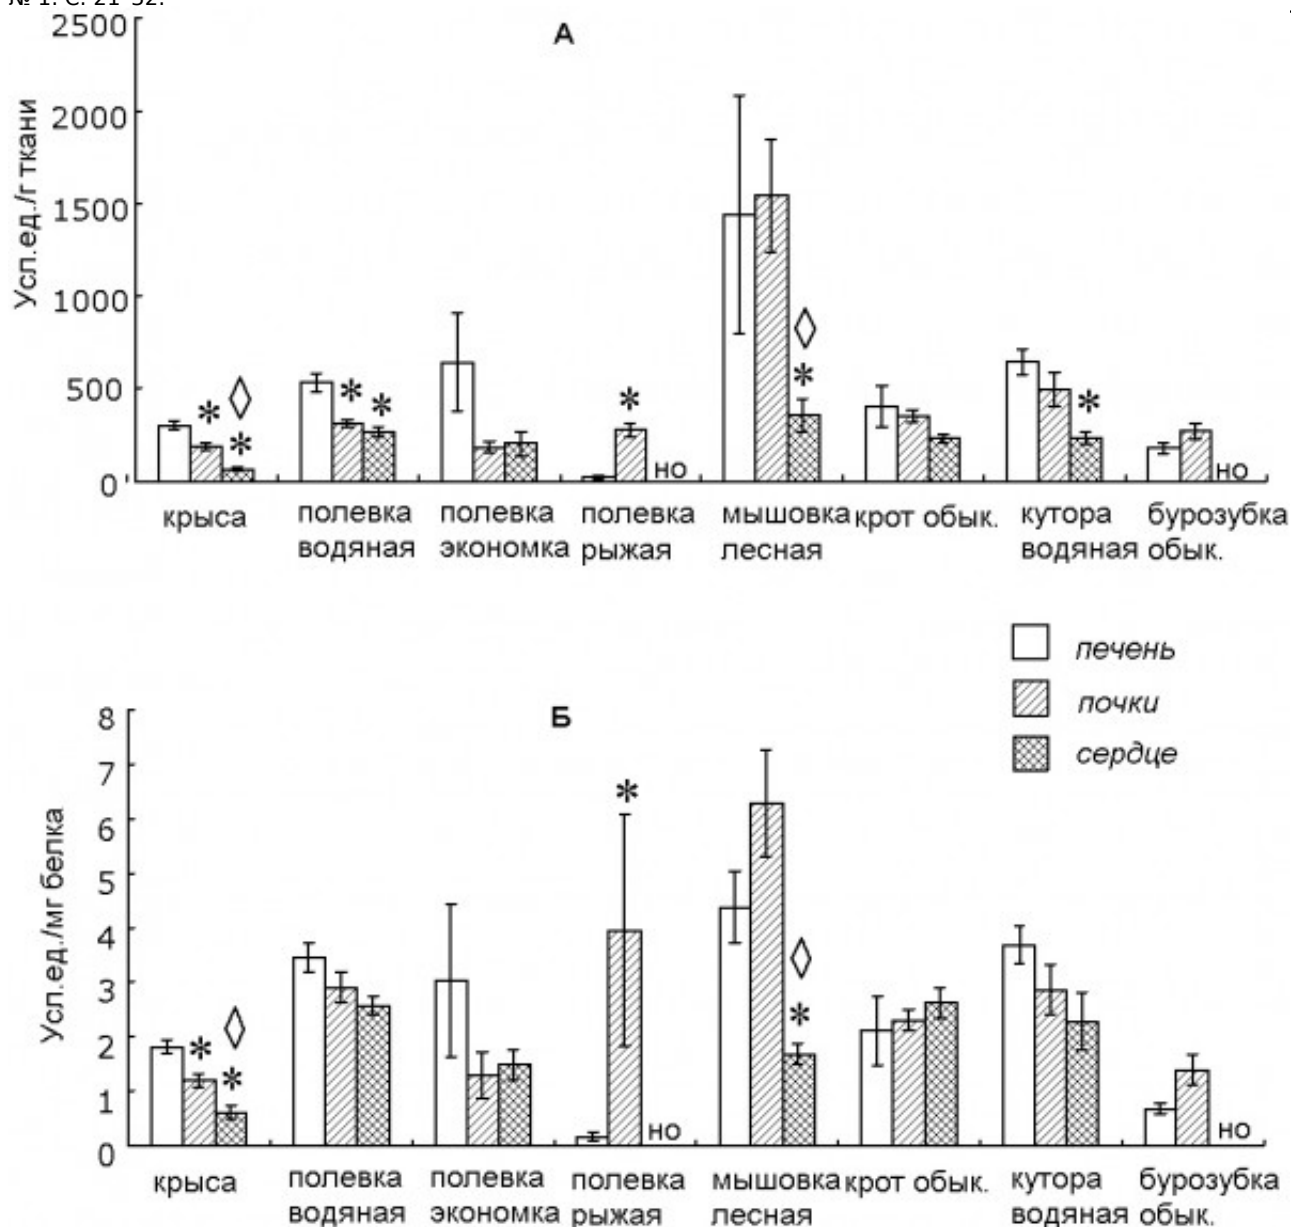 № 1. С. 21–32.
А
Усл.ед./г ткани
2500
2000
1500
1000
500
0
* * ◊
* *
*
но
◊
*
*
но
крыса
полевка водяная
полевка экономка
полевка рыжая
мышовка лесная
крот обык.
кутора водяная
бурозубка обык.
печень
почки
сердце
Б
Усл.ед./мг белка
8
7
6
5
4
3
2
1
0
* * ◊
*
но
◊
*
но
крыса
полевка водяная
полевка экономка
полевка рыжая
мышовка лесная
крот обык.
кутора водяная
бурозубка обык.